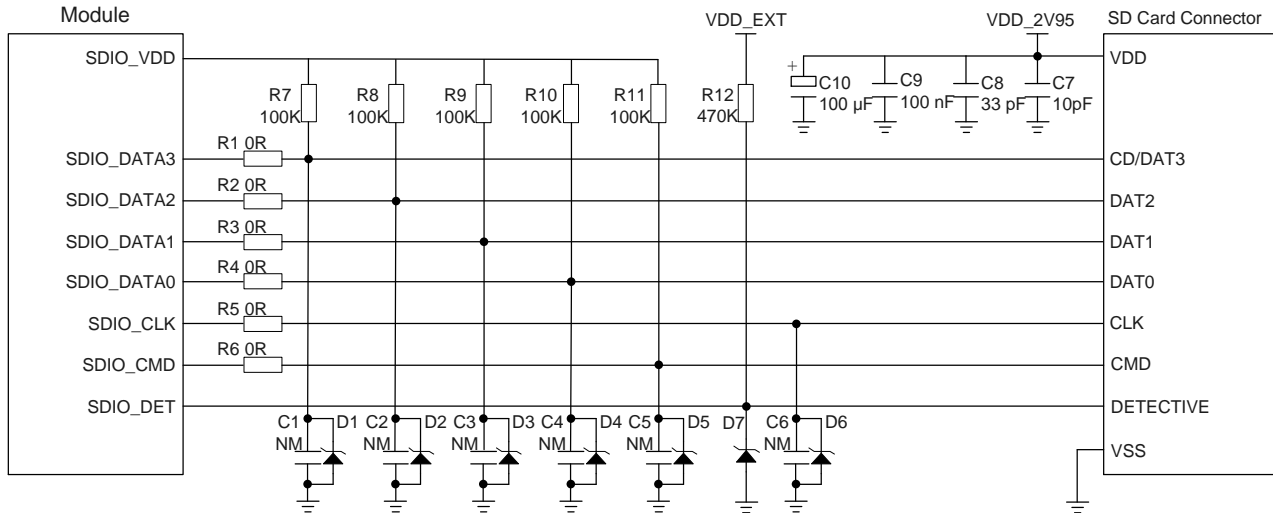 Module
VDD_EXT
VDD_2V95
SD Card Connector
SDIO_VDD
VDD
R7
100K
R8
100K
R9
100K
R10
100K
R11
100K
R12
470K
+
C10
100 µF
C9
100 nF
C8
33 pF
C7
10pF
SDIO_DATA3
R1 0R
CD/DAT3
SDIO_DATA2
R2 0R
DAT2
SDIO_DATA1
R3 0R
DAT1
SDIO_DATA0
R4 0R
DAT0
SDIO_CLK
R5 0R
CLK
SDIO_CMD
R6 0R
CMD
SDIO_DET
DETECTIVE
C1
NM
D1
C2
NM
D2
C3
NM
D3
C4
NM
D4
C5
NM
D5
D7
C6
NM
D6
VSS